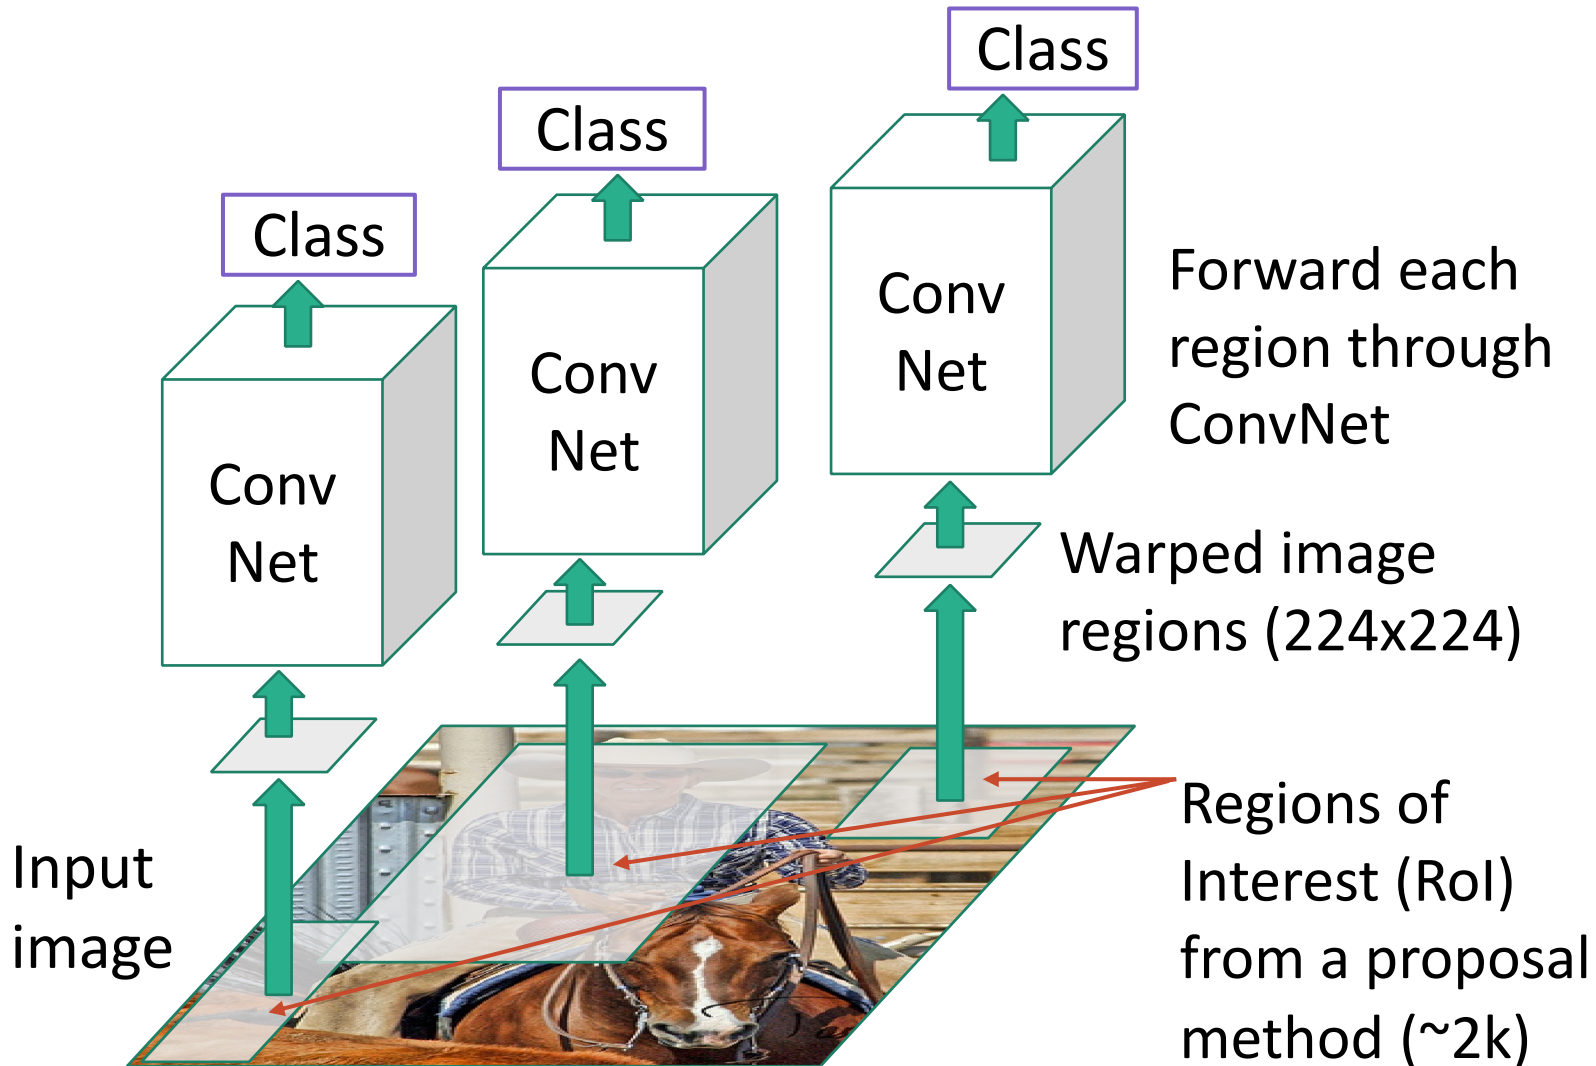 Class
Class
Class
Conv
Net
Conv
Net
Conv
Net
Forward each
region through
ConvNet
Warped image
regions (224x224)
Input
image
Regions of
Interest (RoI)
from a proposal
method (~2k)